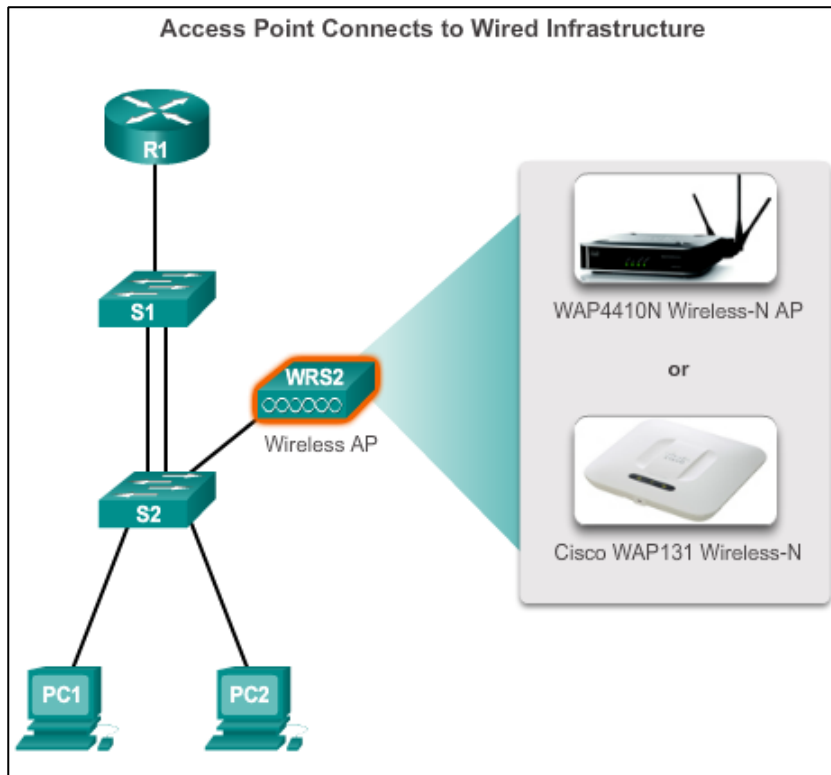 Access Point Connects to Wired Infrastructure
R1
S1
WRS2
Wireless AP
S2
PC1
PC2
WAP4410N Wireless-N AP
or
Cisco WAP131 Wireless-N